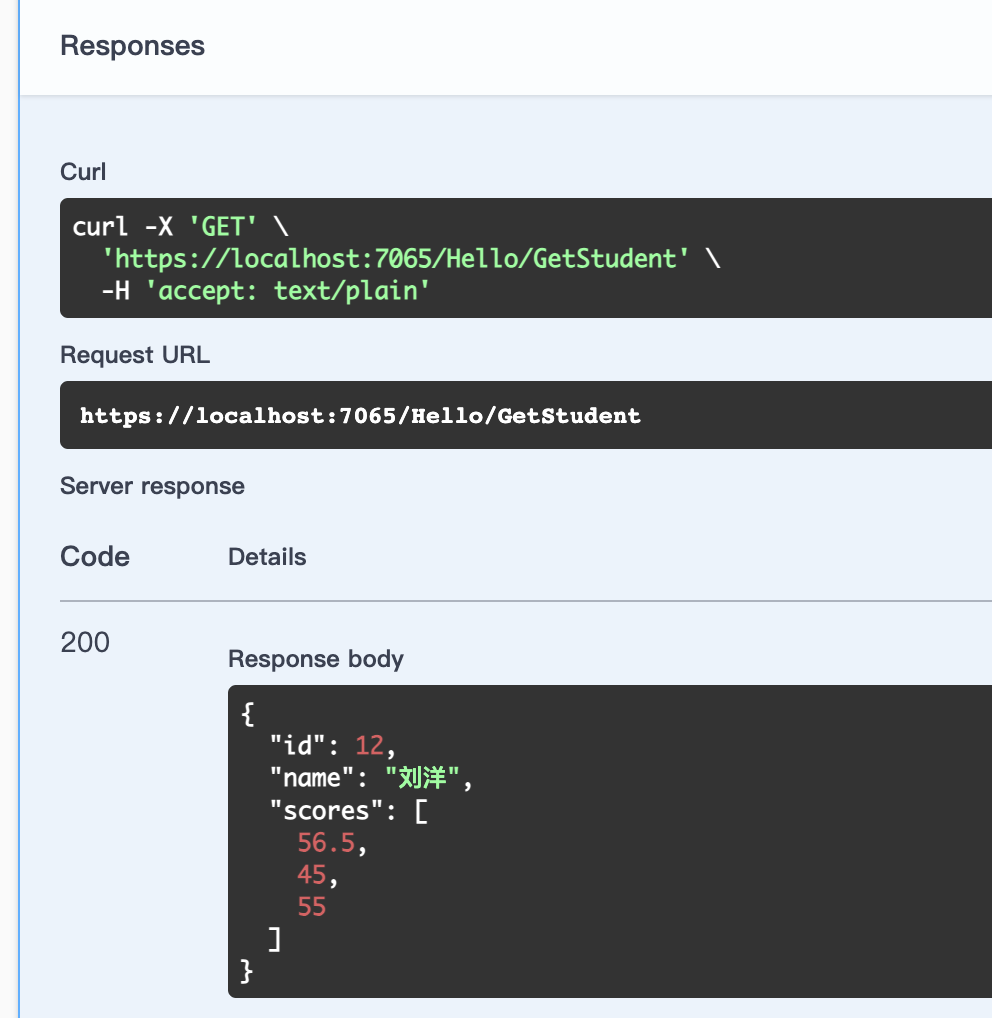 Responses
Curl
curl -X 'GET' \
  'https://localhost:7065/Hello/GetStudent' \
  -H 'accept: text/plain'
Request URL
https://localhost:7065/Hello/GetStudent
Server response
Code Details
200
Response body
{
  "id": 12,
  "name": "刘洋",
  "scores": [
    56.5,
    45,
    55
  ]
}